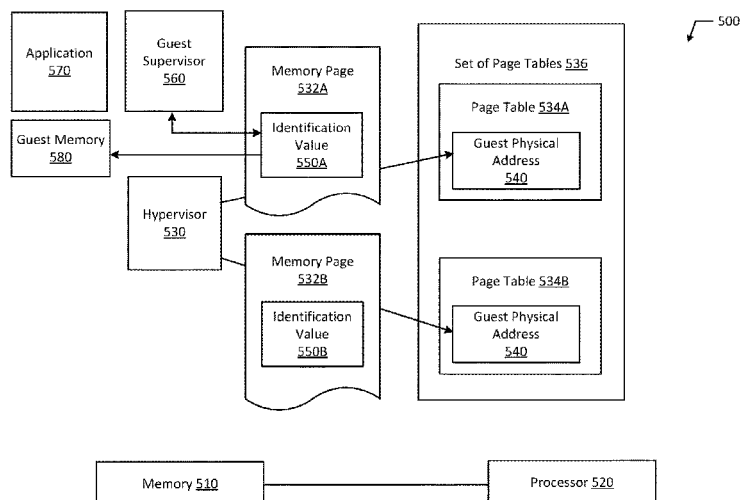 500
Application
570
Guest
Supervisor
560
Memory Page
532A
Identification
Value
550A
Set of Page Tables 536
Page Table 534A
Guest Physical
Address
540
Guest Memory
580
Hypervisor
530
Memory Page
532B
Identification
Value
550B
Page Table 534B
Guest Physical
Address
540
Memory 510
Processor 520